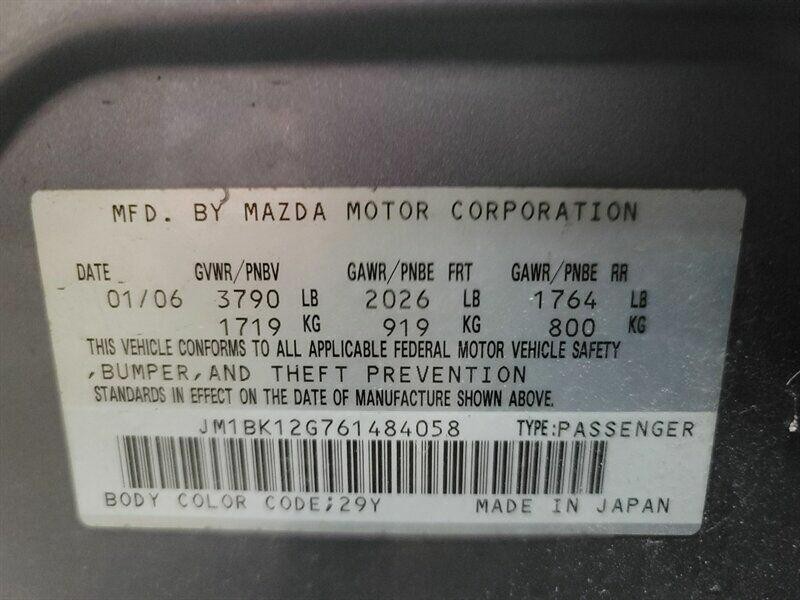 MFD. BY MAZDA MOTOR CORPORATION
DATE GVWR/PNBV GAWR/PNBE FRT GAWR/PNBE RR
01/06 3790 LB 2026 LB 1764 LB
1719 KG 919 KG 800 KG
THIS VEHICLE CONFORMS TO ALL APPLICABLE FEDERAL MOTOR VEHICLE SAFETY
,BUMPER,AND THEFT PREVENTION
STANDARDS IN EFFECT ON THE DATE OF MANUFACTURE SHOWN ABOVE.
JM1BK12G761484058 TYPE:PASSENGER
BODY COLOR CODE;29Y MADE IN JAPAN